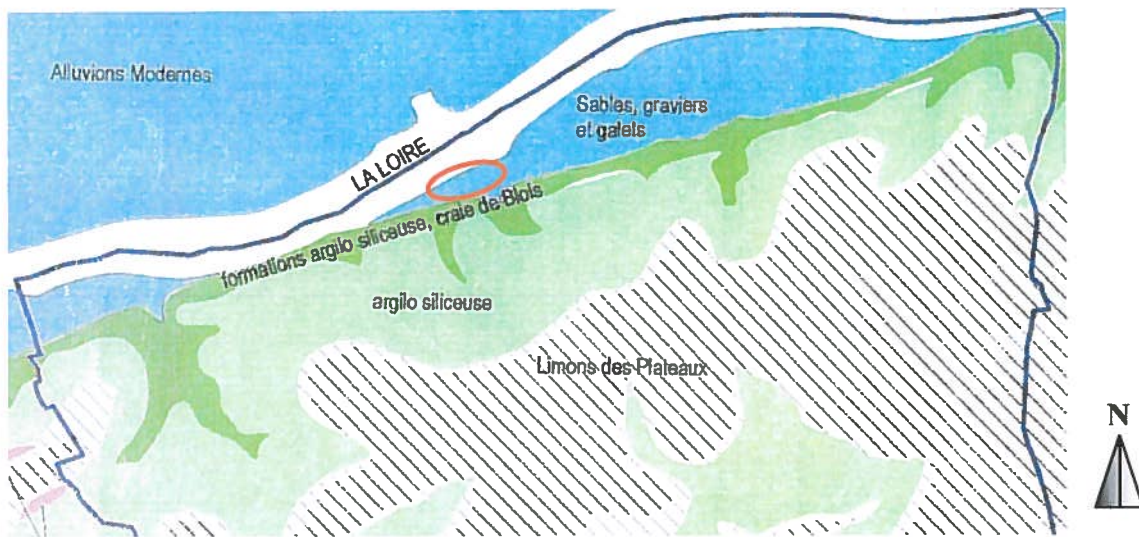 Alluvions Modernes
Sables, graviers
et galets
LA LOIRE
formations argilo siliceuse, craie de Blois
argilo siliceuse
Limons des Plateaux
N